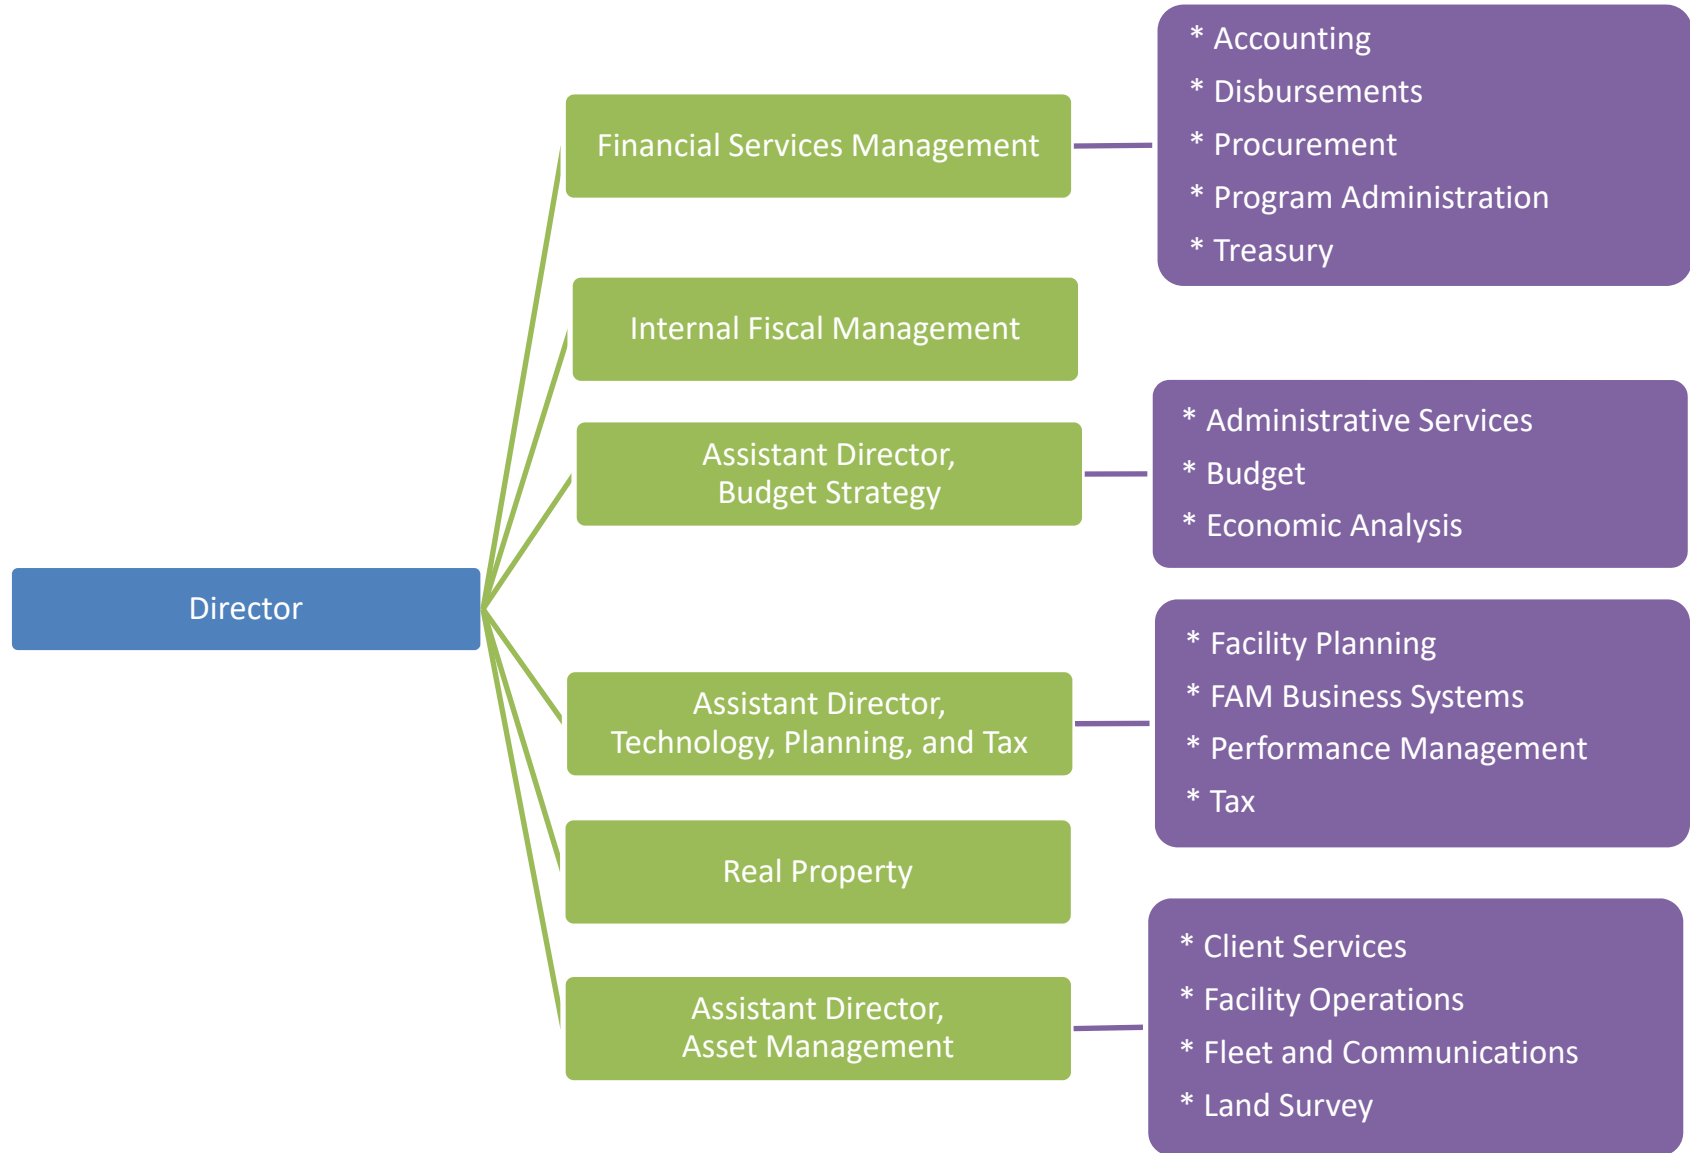 Director
Financial Services Management
* Accounting
* Disbursements
* Procurement
* Program Administration
* Treasury
Internal Fiscal Management
Assistant Director,
Budget Strategy
* Administrative Services
* Budget
* Economic Analysis
Assistant Director,
Technology, Planning, and Tax
* Facility Planning
* FAM Business Systems
* Performance Management
* Tax
Real Property
Assistant Director,
Asset Management
* Client Services
* Facility Operations
* Fleet and Communications
* Land Survey